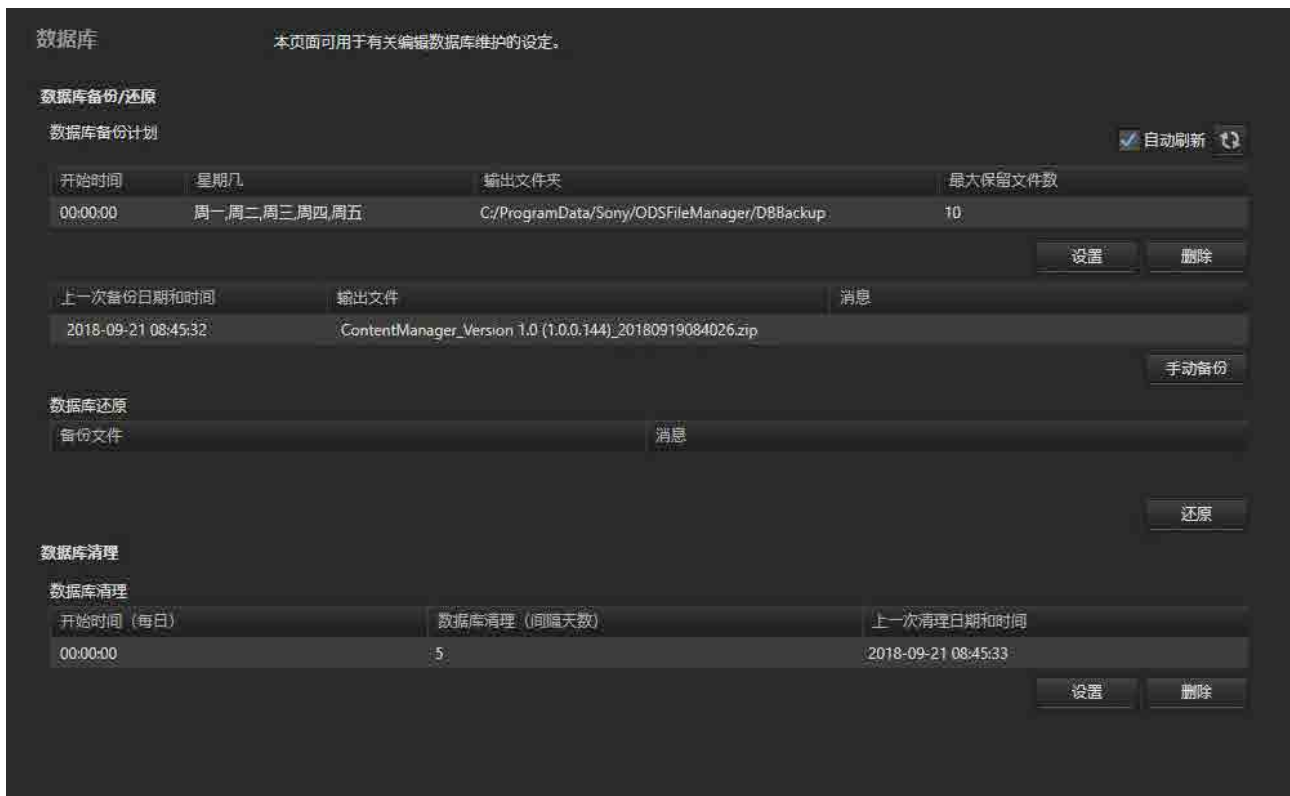 数据库 本页面可用于有关编辑数据库维护的设定。
数据库备份/还原
数据库备份计划 自动刷新
开始时间 星期几 输出文件夹 最大保留文件数
00:00:00 周一,周二,周三,周四,周五 C:/ProgramData/Sony/ODSFileManager/DBBackup 10
设置 删除
上一次备份日期和时间 输出文件 消息
2018-09-21 08:45:32 ContentManager_Version 1.0 (1.0.0.144)_20180919084026.zip
手动备份
数据库还原
备份文件 消息
还原
数据库清理
数据库清理
开始时间（每日） 数据库清理（间隔天数） 上一次清理日期和时间
00:00:00 5 2018-09-21 08:45:33
设置 删除